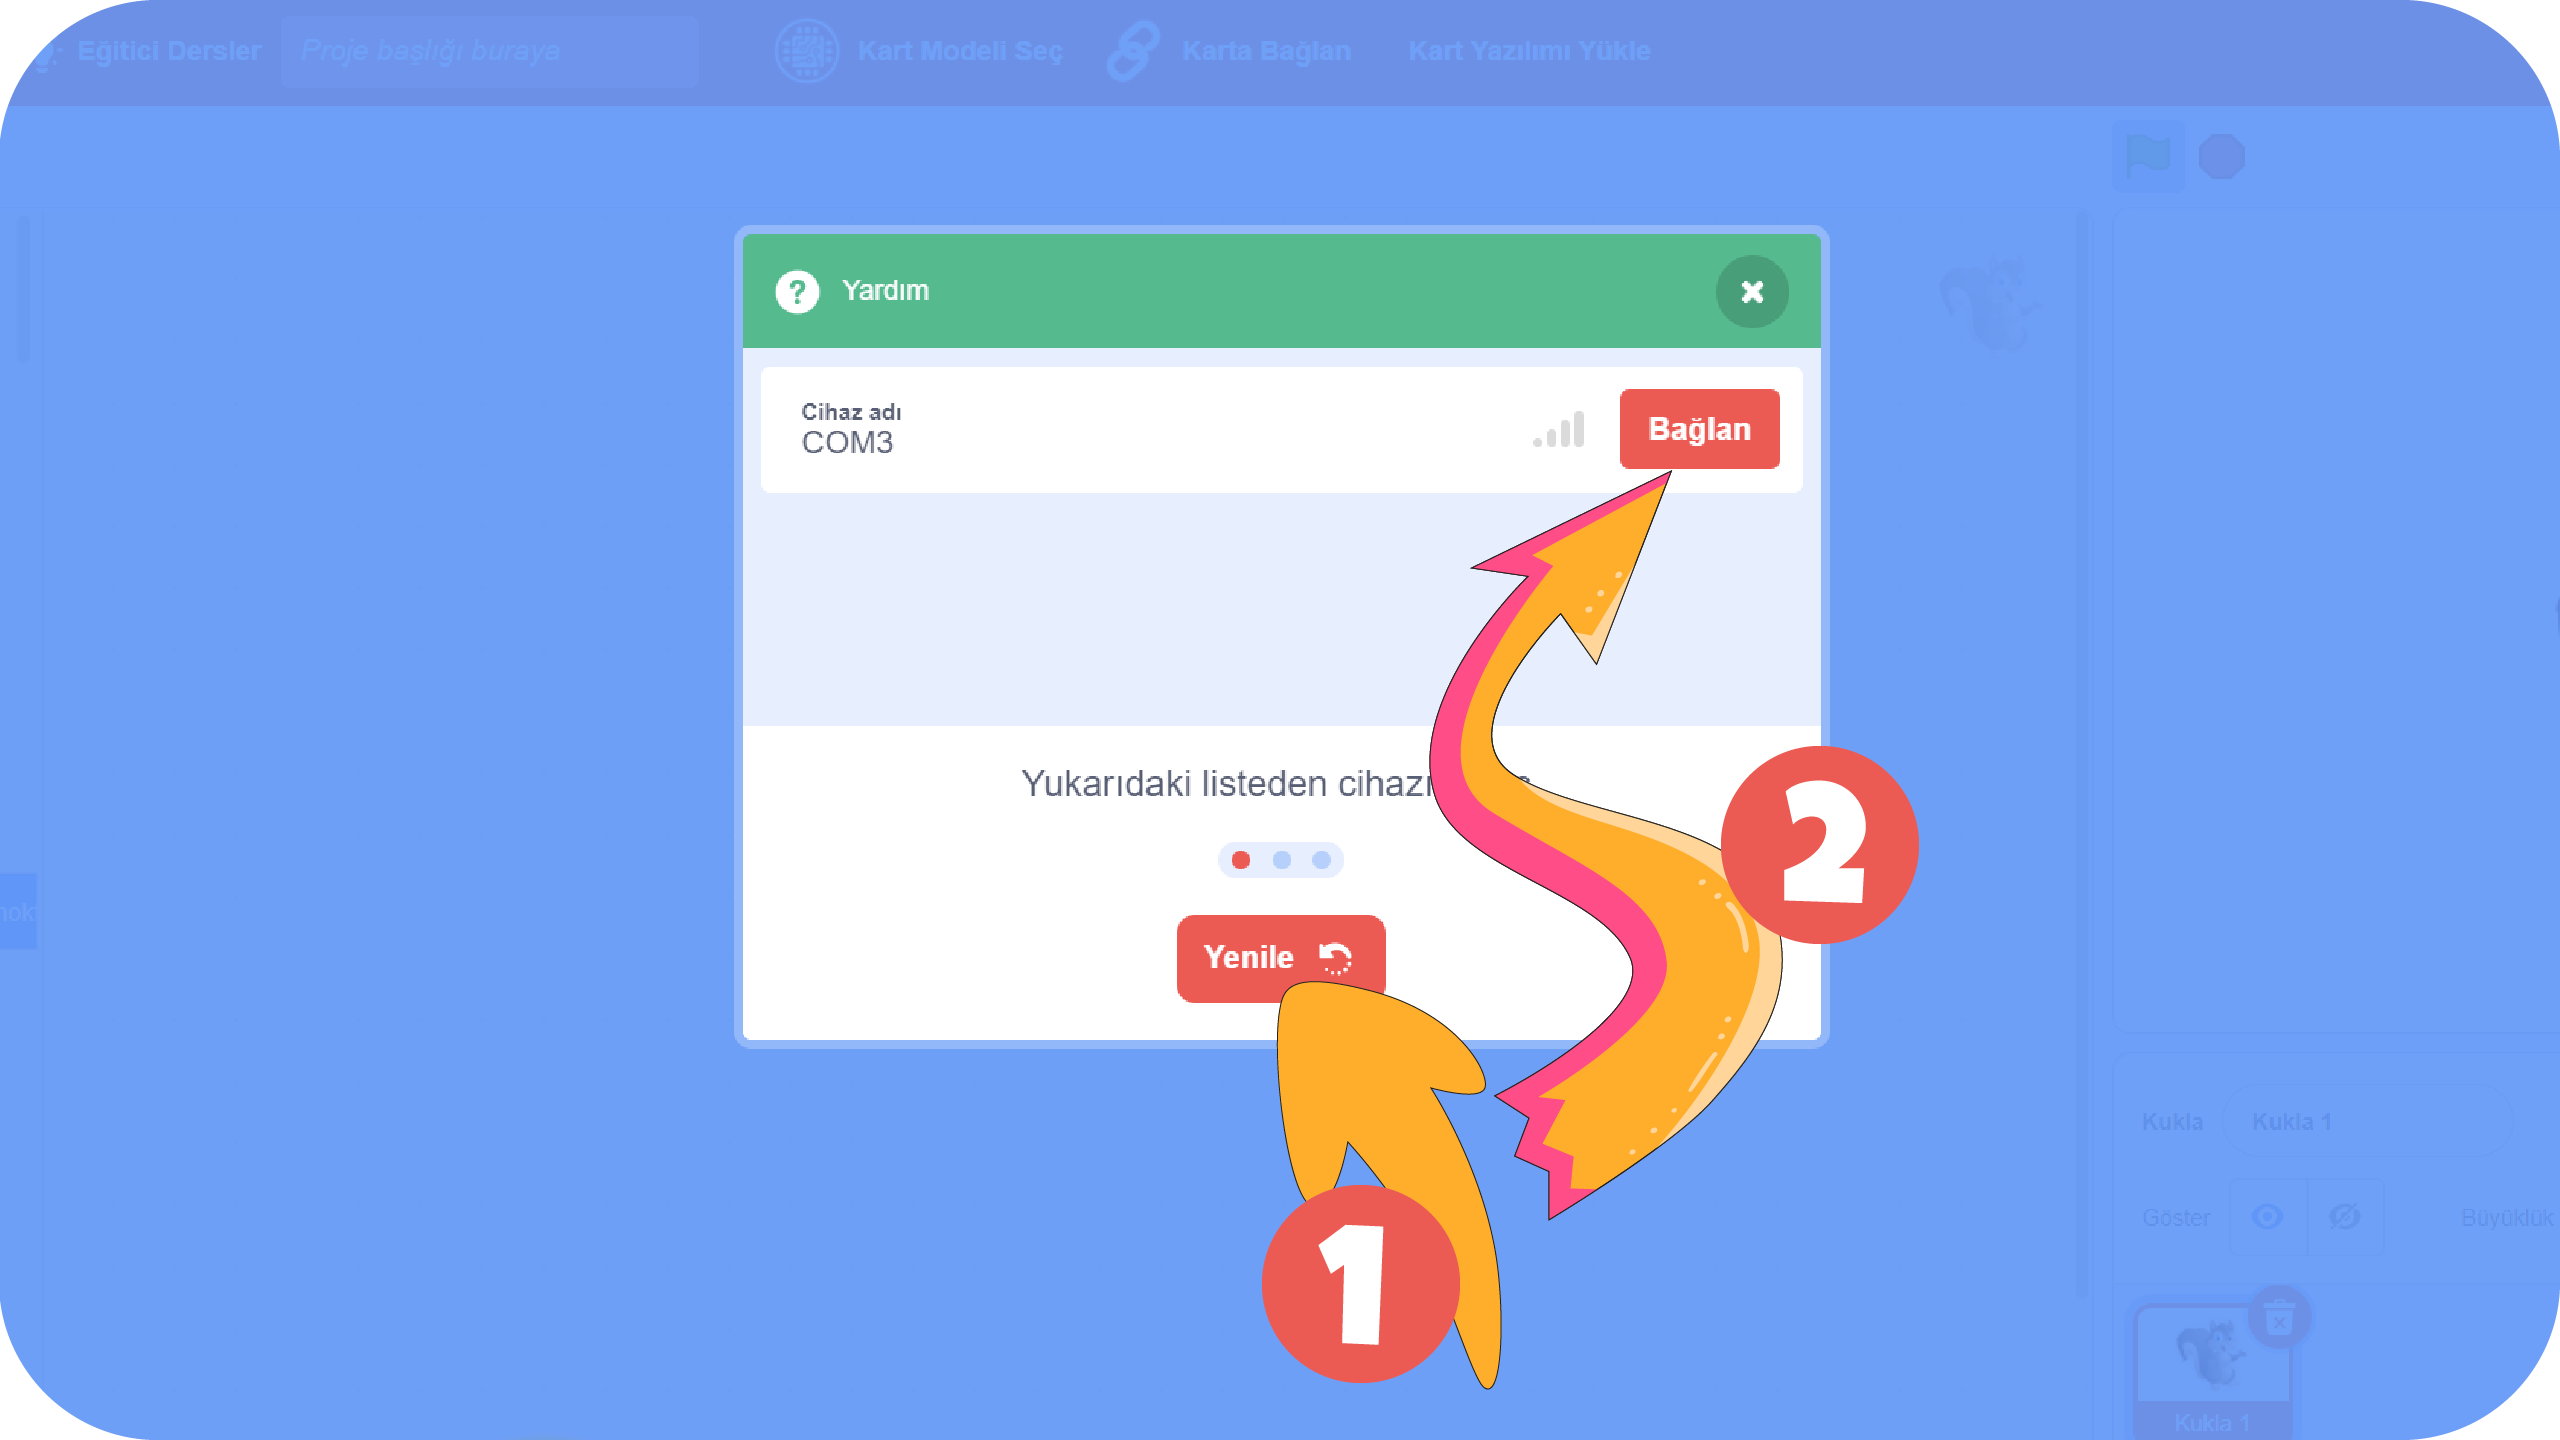 Eğitici Dersler
Proje başlığı buraya
Kart Modeli Seç
Karta Bağlan
Kart Yazılımı Yükle
? Yardım
Cihaz adı
COM3
Bağlan
Yukarıdaki listeden cihazı
Yenile
2
1
Kukla
Kukla 1
Göster
Büyüklük
Kukla 1